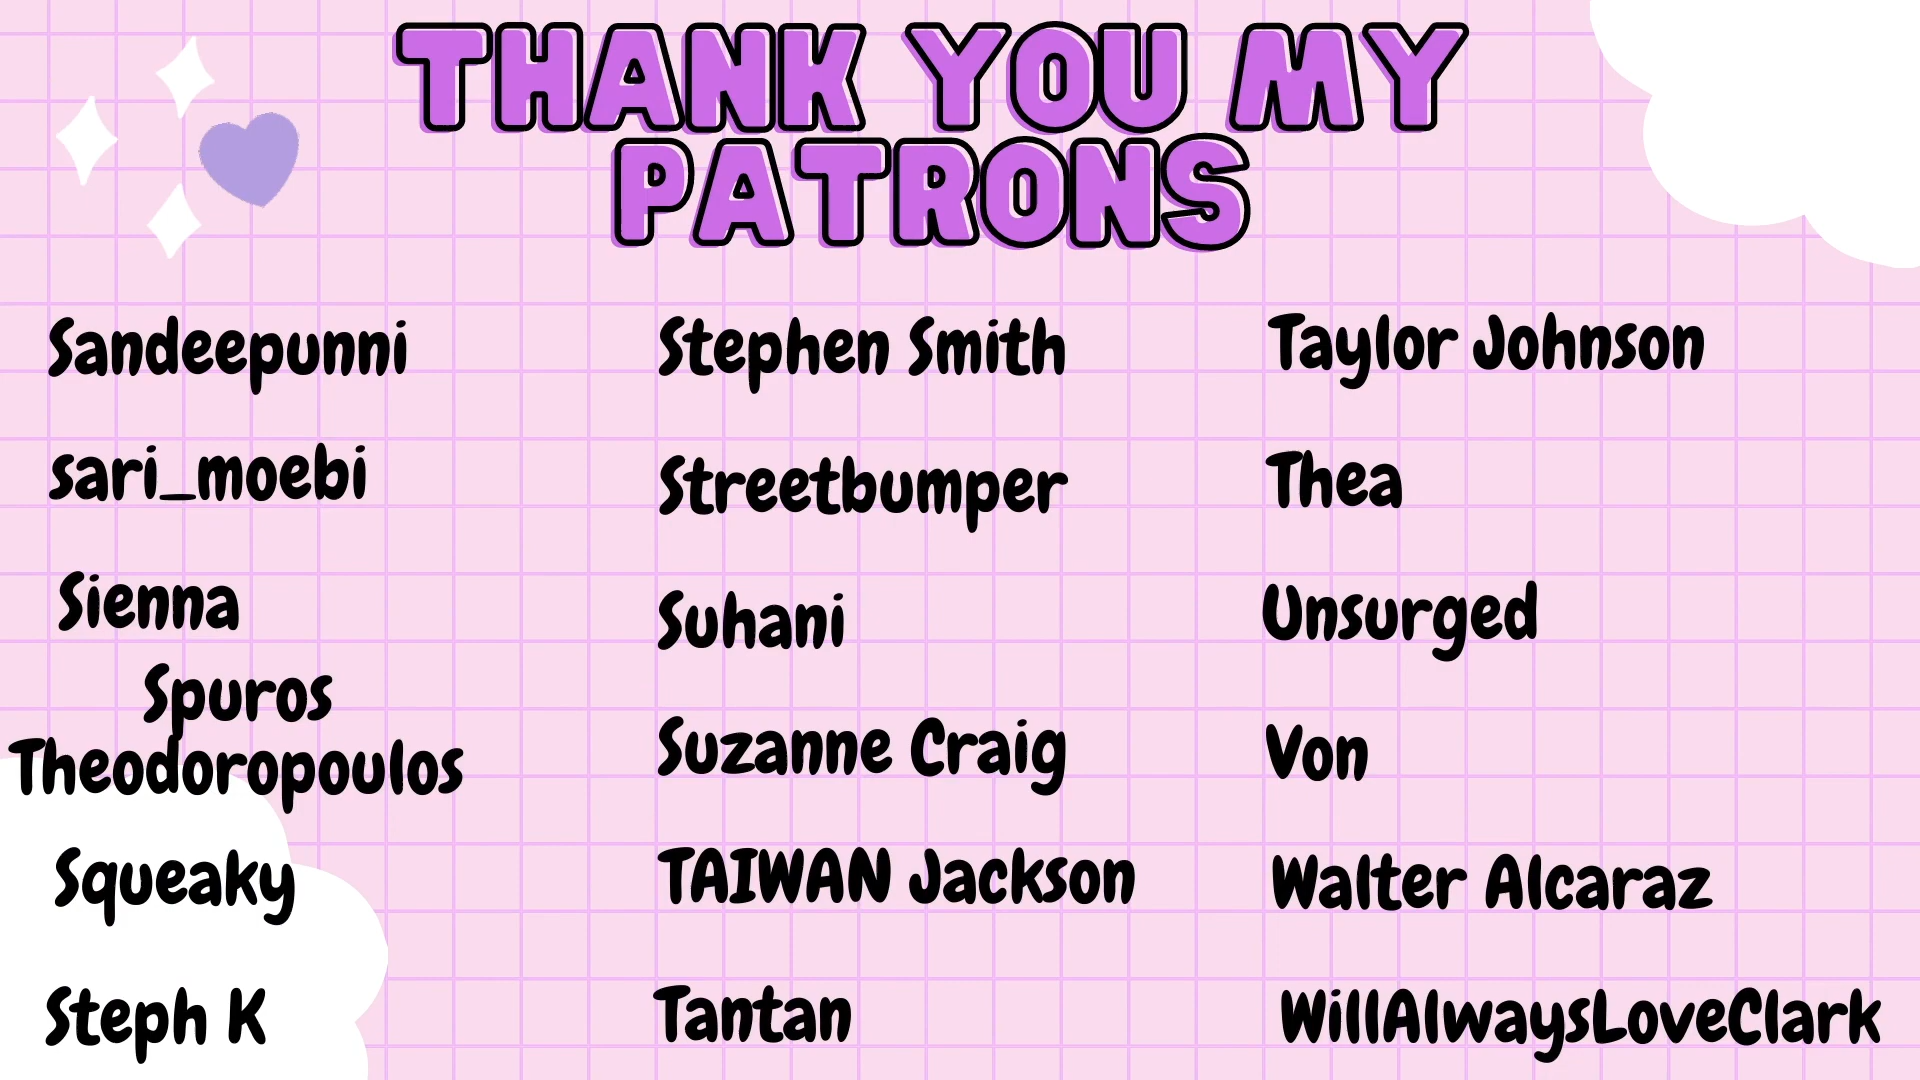 THANK YOU MY
PATRONS
Sandeepunni
sari_moebi
Sienna
Spuros
Theodoropoulos
Squeaky
Steph K
Stephen Smith
Streetbumper
Suhani
Suzanne Craig
TAIWAN Jackson
Tantan
Taylor Johnson
Thea
Unsurged
Von
Walter Alcaraz
WillAlwaysLoveClark